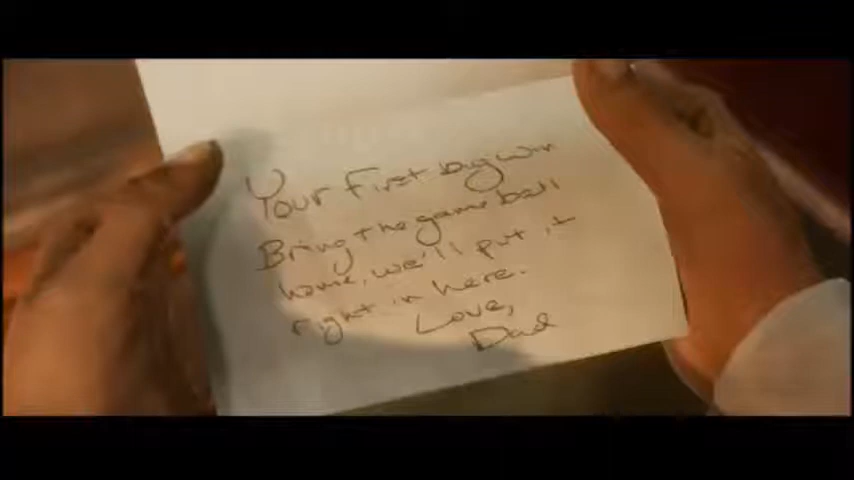 Your first big win
Bring the game ball
home, we'll put it
right in here.
Love,
Dad